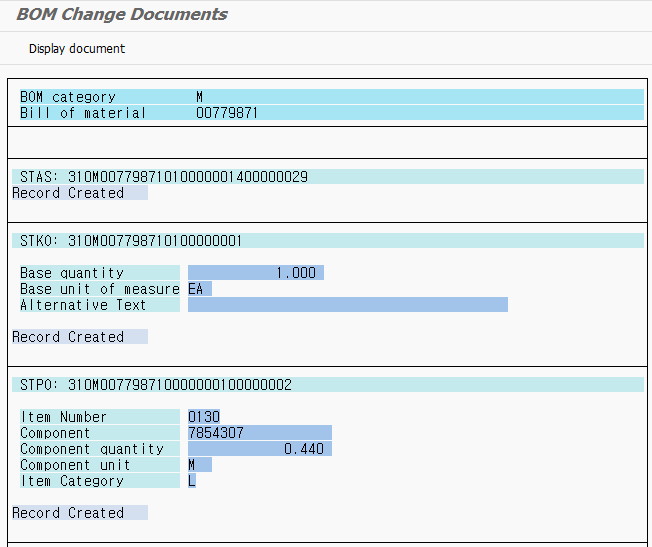 BOM Change Documents
Display document
BOM category M
Bill of material 00779871
STAS: 310M00779871010000001400000029
Record Created
STKO: 310M007798710100000001
Base quantity 1.000
Base unit of measure EA
Alternative Text
Record Created
STPO: 310M007798710000000100000002
Item Number 0130
Component 7854307
Component quantity 0.440
Component unit M
Item Category L
Record Created